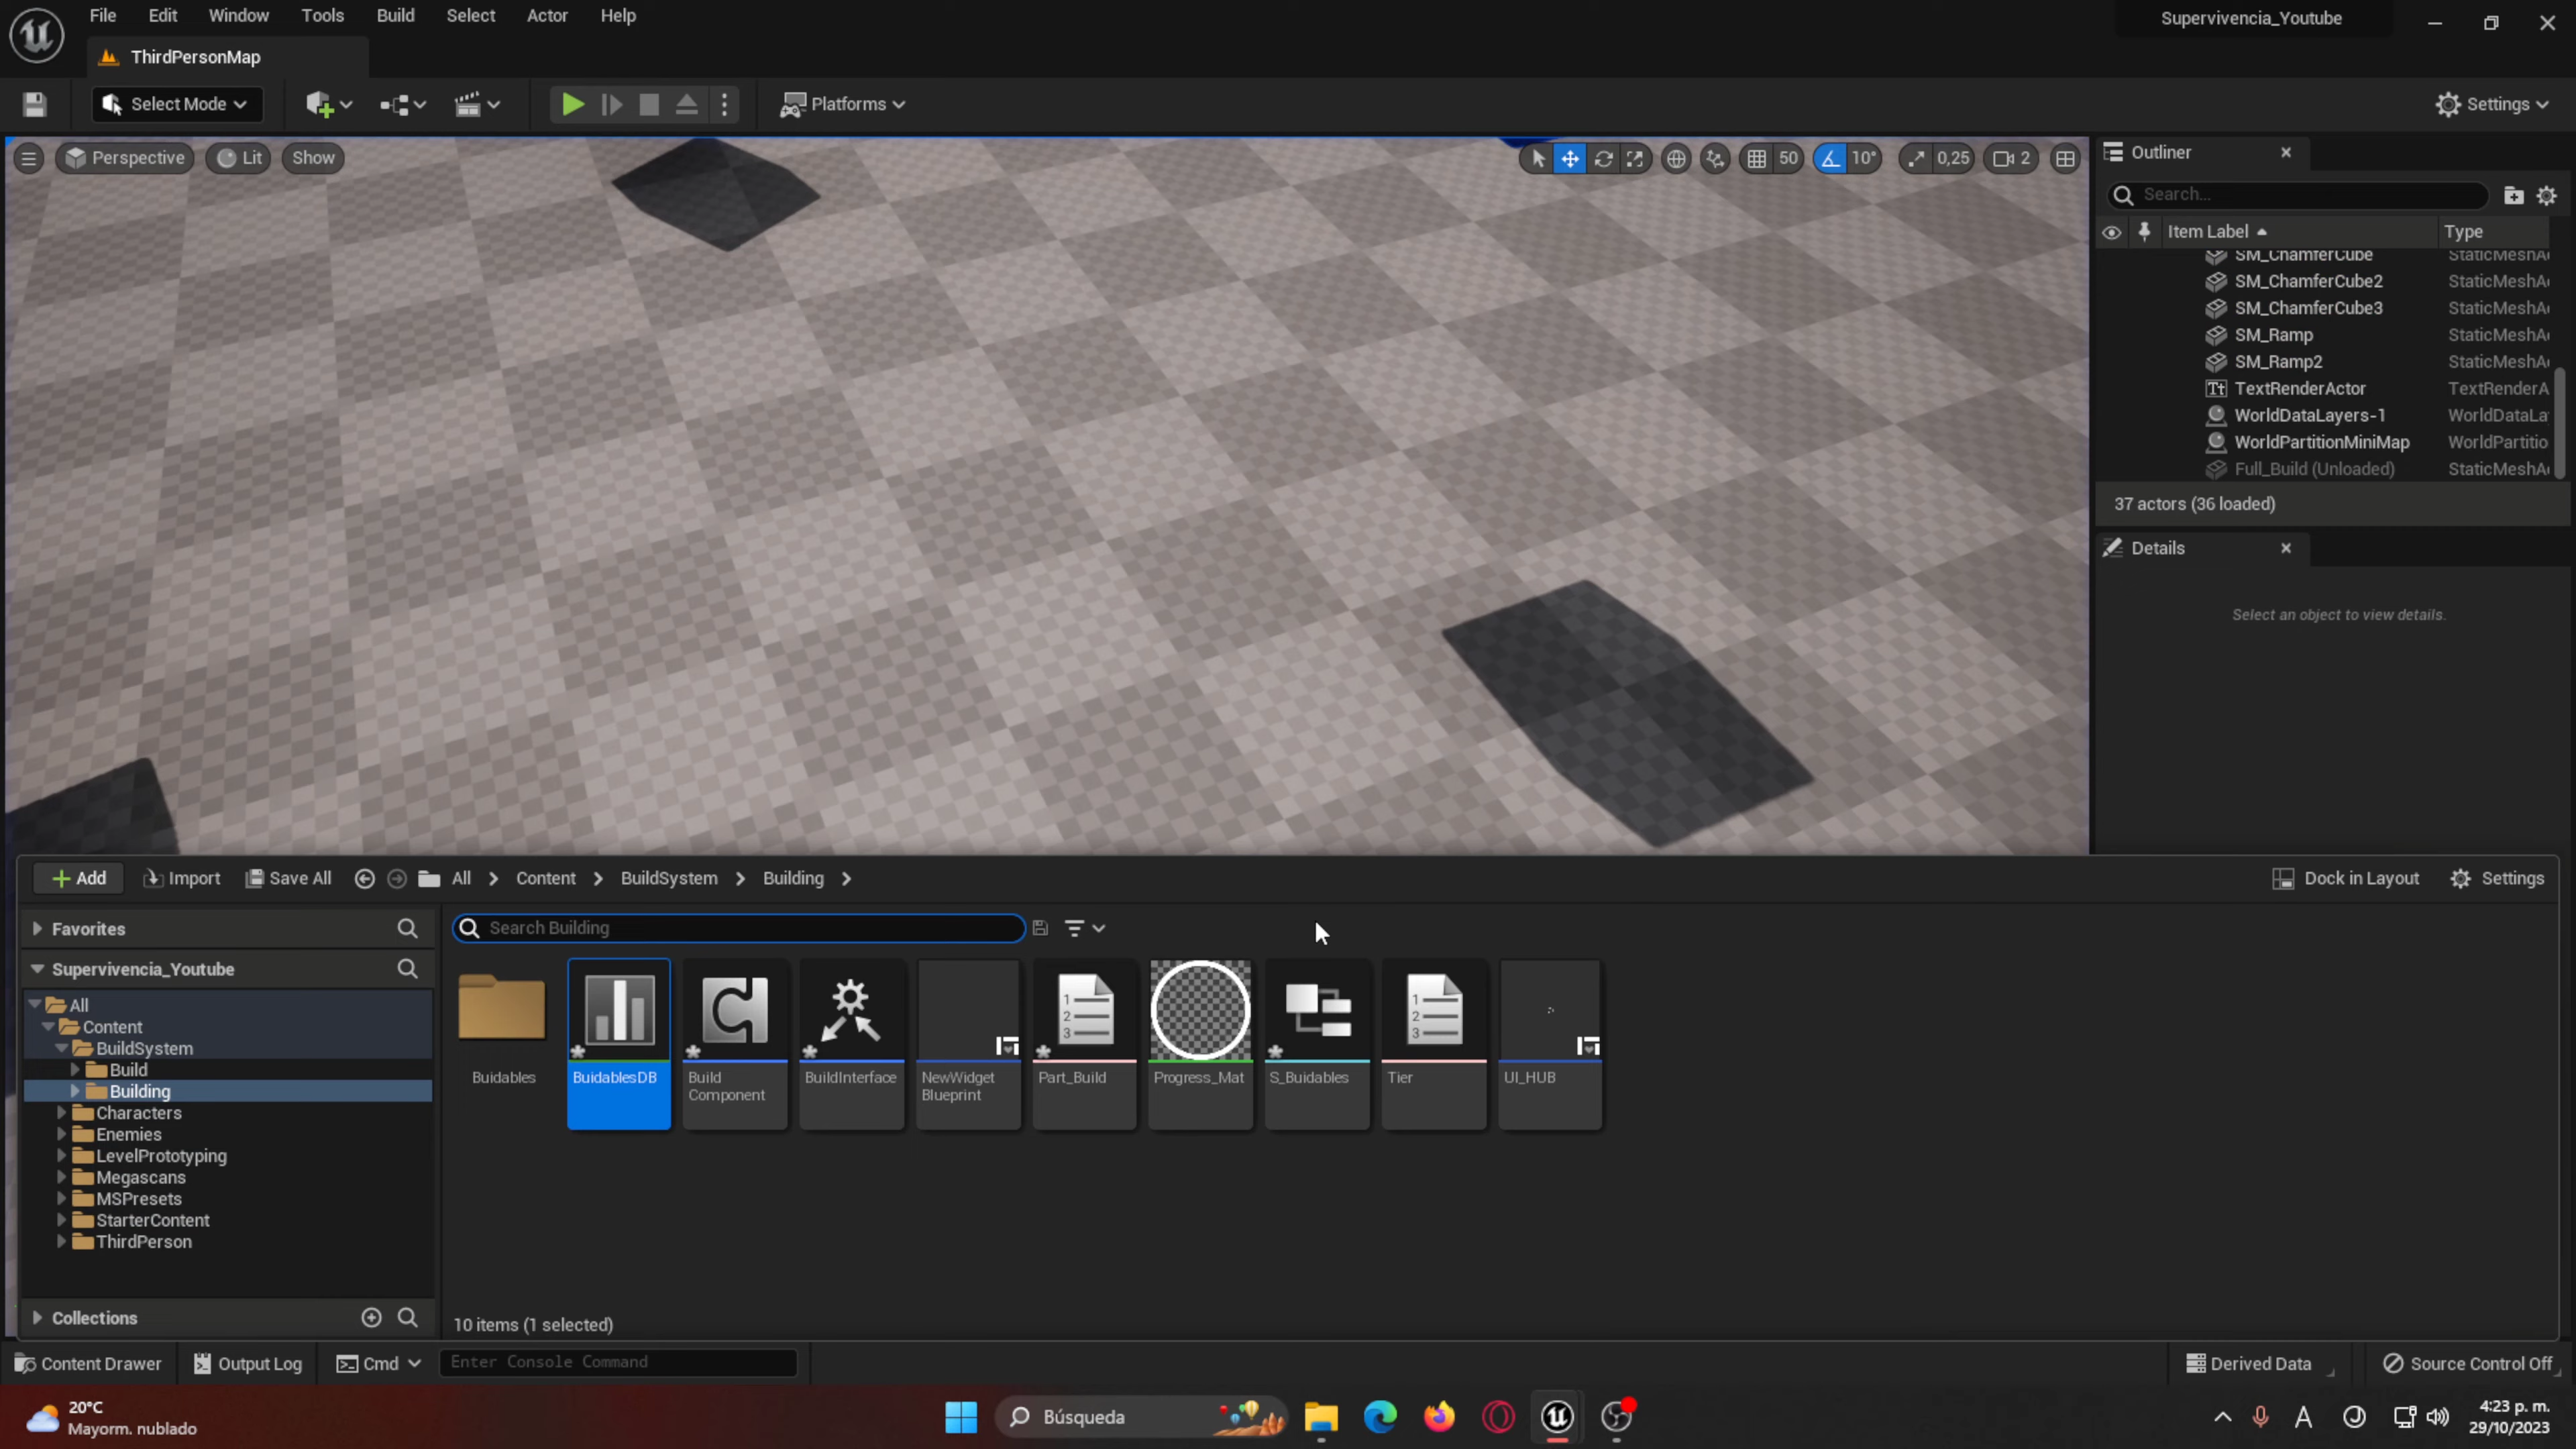 File Edit Window Tools Build Select Actor Help
Supervivencia_Youtube
ThirdPersonMap
Select Mode
Platforms
Settings
Perspective
Lit
Show
50
10°
0,25
2
Outliner
Search...
Item Label
Type
SM_ChamferCube StaticMeshA
SM_ChamferCube2 StaticMeshA
SM_ChamferCube3 StaticMeshA
SM_Ramp StaticMeshA
SM_Ramp2 StaticMeshA
TextRenderActor TextRenderA
WorldDataLayers-1 WorldDataLa
WorldPartitionMiniMap WorldPartitio
Full_Build (Unloaded) StaticMeshA
37 actors (36 loaded)
Details
Select an object to view details.
Add
Import
Save All
All
Content
BuildSystem
Building
Dock in Layout
Settings
Favorites
Supervivencia_Youtube
All
Content
BuildSystem
Build
Building
Characters
Enemies
LevelPrototyping
Megascans
MSPresets
StarterContent
ThirdPerson
Collections
Search Building
Buidables
BuidablesDB
Build
Component
BuildInterface
NewWidget
Blueprint
Part_Build
Progress_Mat
S_Buidables
Tier
UI_HUB
10 items (1 selected)
Content Drawer
Output Log
Cmd
Enter Console Command
Derived Data
Source Control Off
20°C
Mayorm. nublado
Búsqueda
4:23 p. m.
29/10/2023